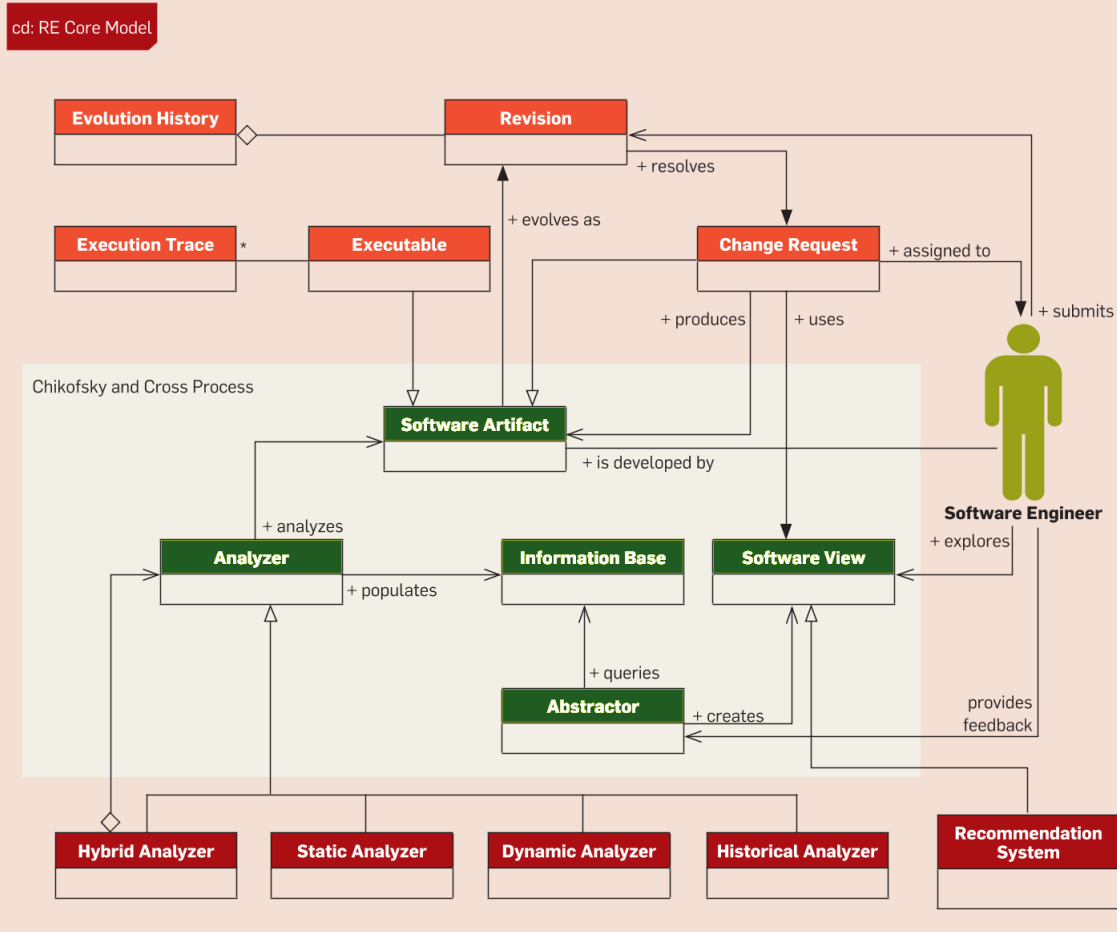 cd: RE Core Model
Evolution History
Revision
+ resolves
+ evolves as
Execution Trace
*
Executable
Change Request
+ assigned to
+ produces
+ uses
+ submits
Chikofsky and Cross Process
Software Artifact
+ is developed by
Software Engineer
+ analyzes
+ explores
Analyzer
Information Base
Software View
+ populates
+ queries
Abstractor
+ creates
provides
feedback
Hybrid Analyzer
Static Analyzer
Dynamic Analyzer
Historical Analyzer
Recommendation
System